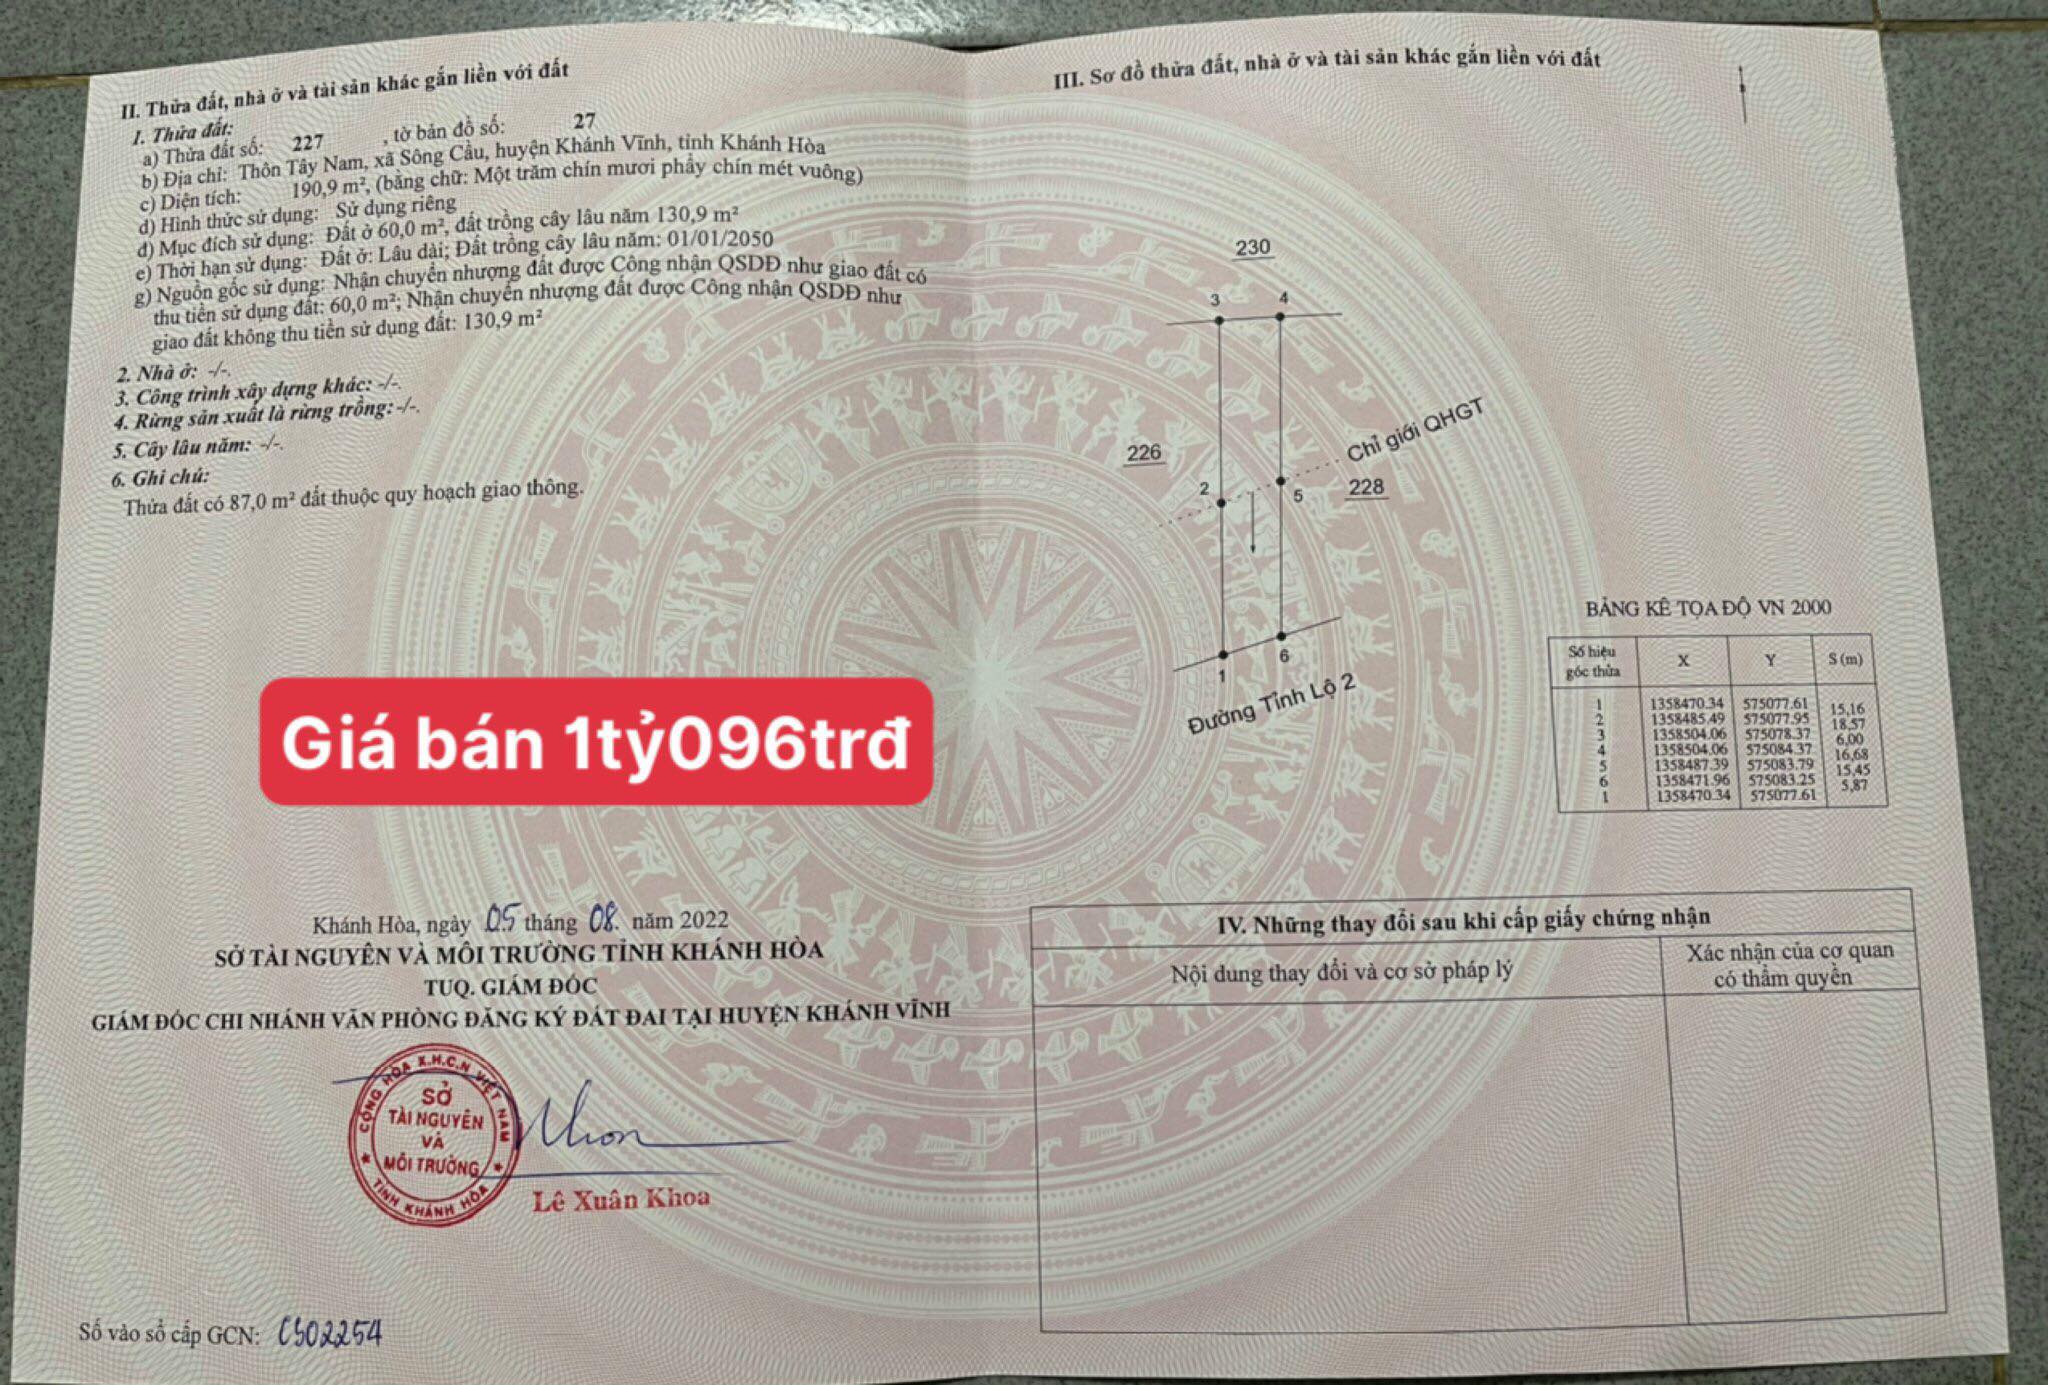 II. Thửa đất, nhà ở và tài sản khác gắn liền với đất
1. Thửa đất:
a) Thửa đất số: 227 , tờ bản đồ số: 27
b) Địa chỉ: Thôn Tây Nam, xã Sông Cầu, huyện Khánh Vĩnh, tỉnh Khánh Hòa
c) Diện tích: 190,9 m², (bằng chữ: Một trăm chín mươi phẩy chín mét vuông)
d) Hình thức sử dụng: Sử dụng riêng
đ) Mục đích sử dụng: Đất ở 60,0 m², đất trồng cây lâu năm 130,9 m²
e) Thời hạn sử dụng: Đất ở: Lâu dài; Đất trồng cây lâu năm: 01/01/2050
g) Nguồn gốc sử dụng: Nhận chuyển nhượng đất được Công nhận QSDĐ như giao đất có
thu tiền sử dụng đất: 60,0 m²; Nhận chuyển nhượng đất được Công nhận QSDĐ như
giao đất không thu tiền sử dụng đất: 130,9 m²
2. Nhà ở: -/-.
3. Công trình xây dựng khác: -/-.
4. Rừng sản xuất là rừng trồng: -/-.
5. Cây lâu năm: -/-.
6. Ghi chú:
Thửa đất có 87,0 m² đất thuộc quy hoạch giao thông.
Giá bán 1tỷ096trđ
Khánh Hòa, ngày 05 tháng 08. năm 2022
SỞ TÀI NGUYÊN VÀ MÔI TRƯỜNG TỈNH KHÁNH HÒA
TUQ. GIÁM ĐỐC
GIÁM ĐỐC CHI NHÁNH VĂN PHÒNG ĐĂNG KÝ ĐẤT ĐAI TẠI HUYỆN KHÁNH VĨNH
CỘNG HÒA X.H.C.N VIỆT NAM
SỞ
TÀI NGUYÊN
VÀ
MÔI TRƯỜNG
TỈNH KHÁNH HÒA
Lê Xuân Khoa
Số vào sổ cấp GCN: CS02254
III. Sơ đồ thửa đất, nhà ở và tài sản khác gắn liền với đất
230
3 4
Chỉ giới QHGT
226
2 5 228
1 6
Đường Tỉnh Lộ 2
BẢNG KÊ TỌA ĐỘ VN 2000
Số hiệu góc thửa X Y S (m)
1 1358470.34 575077.61
15,16
2 1358485.49 575077.95
18,57
3 1358504.06 575078.37
6,00
4 1358504.06 575084.37
16,68
5 1358487.39 575083.79
15,45
6 1358471.96 575083.25
5,87
1 1358470.34 575077.61
IV. Những thay đổi sau khi cấp giấy chứng nhận
Nội dung thay đổi và cơ sở pháp lý
Xác nhận của cơ quan
có thẩm quyền